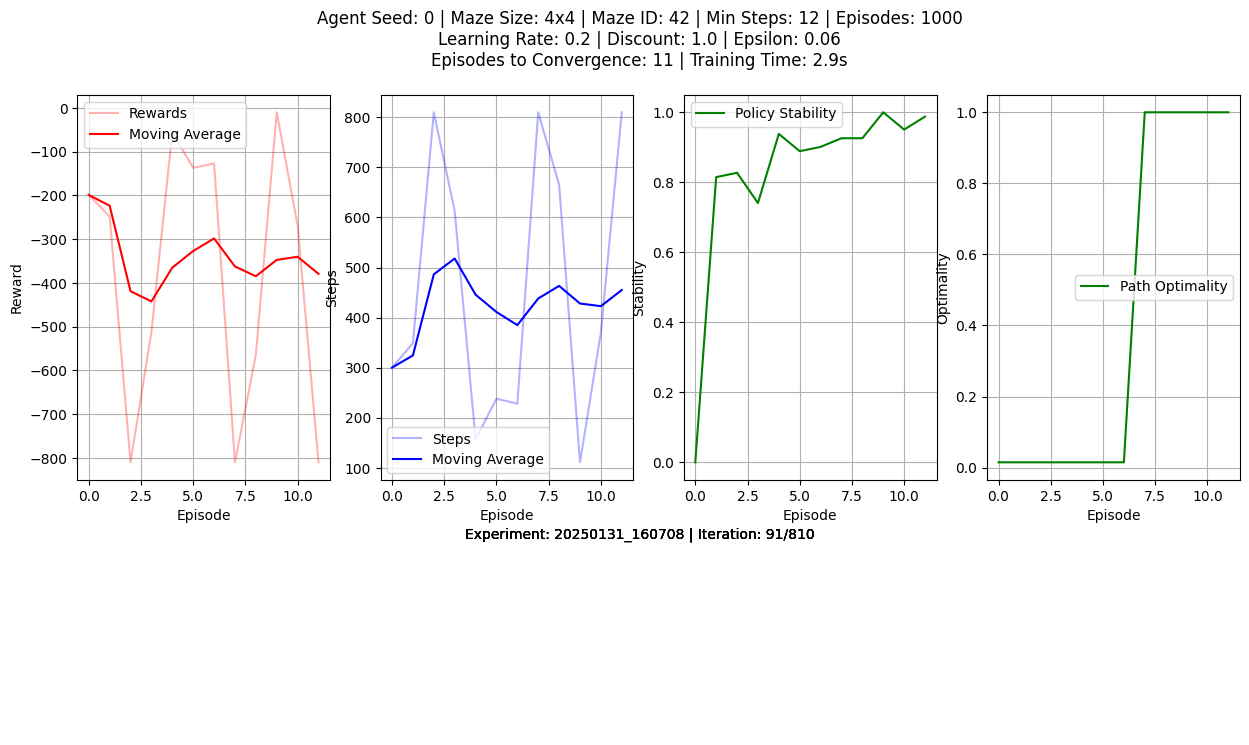 Agent Seed: 0 | Maze Size: 4x4 | Maze ID: 42 | Min Steps: 12 | Episodes: 1000
Learning Rate: 0.2 | Discount: 1.0 | Epsilon: 0.06
Episodes to Convergence: 11 | Training Time: 2.9s
Rewards
Moving Average
0
−100
−200
−300
−400
−500
−600
−700
−800
Reward
0.0 2.5 5.0 7.5 10.0
Episode
Steps
Moving Average
800
700
600
500
400
300
200
100
Steps
0.0 2.5 5.0 7.5 10.0
Episode
Policy Stability
1.0
0.8
0.6
0.4
0.2
0.0
Stability
0.0 2.5 5.0 7.5 10.0
Episode
Path Optimality
1.0
0.8
0.6
0.4
0.2
0.0
Optimality
0.0 2.5 5.0 7.5 10.0
Episode
Experiment: 20250131_160708 | Iteration: 91/810